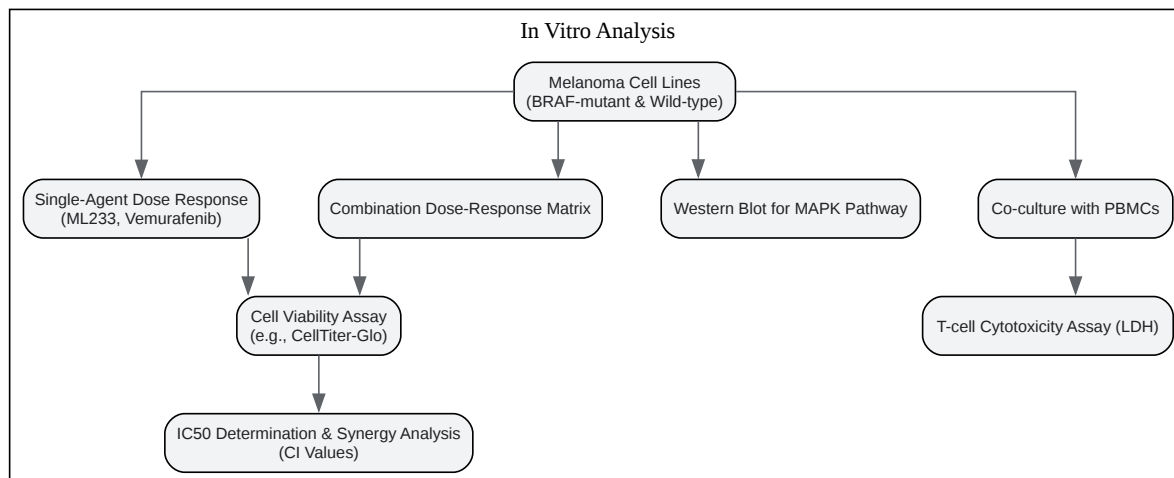 In Vitro Analysis
Melanoma Cell Lines
(BRAF-mutant & Wild-type)
Single-Agent Dose Response
(ML233, Vemurafenib)
Combination Dose-Response Matrix
Western Blot for MAPK Pathway
Co-culture with PBMCs
Cell Viability Assay
(e.g., CellTiter-Glo)
T-cell Cytotoxicity Assay (LDH)
IC50 Determination & Synergy Analysis
(CI Values)